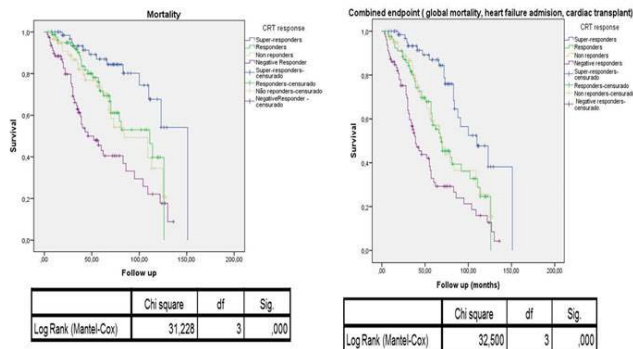 Mortality
CRT response
Super-responders
Responders
Non reponders
Negative Responder
Super-responders-
censurado
Responders-censurado
Não reponders-censurado
NegativeResponder -
censurado
Survival
1,0
0,8
0,6
0,4
0,2
0,0
,00
50,00
100,00
150,00
200,00
Follow up
Chi square df Sig.
Log Rank (Mantel-Cox) 31,228 3 ,000
Combined endpoint ( global mortality, heart failure admision, cardiac transplant)
CRT response
Super-responders
Responders
Non responders
Negative responders
Super-responders-
censurado
Responders-censurado
Non responders-censurado
Negative responders-
censurado
Survival
1,0
0,8
0,6
0,4
0,2
0,0
,00
50,00
100,00
150,00
200,00
Follow up (months)
Chi square df Sig.
Log Rank (Mantel-Cox) 32,500 3 ,000